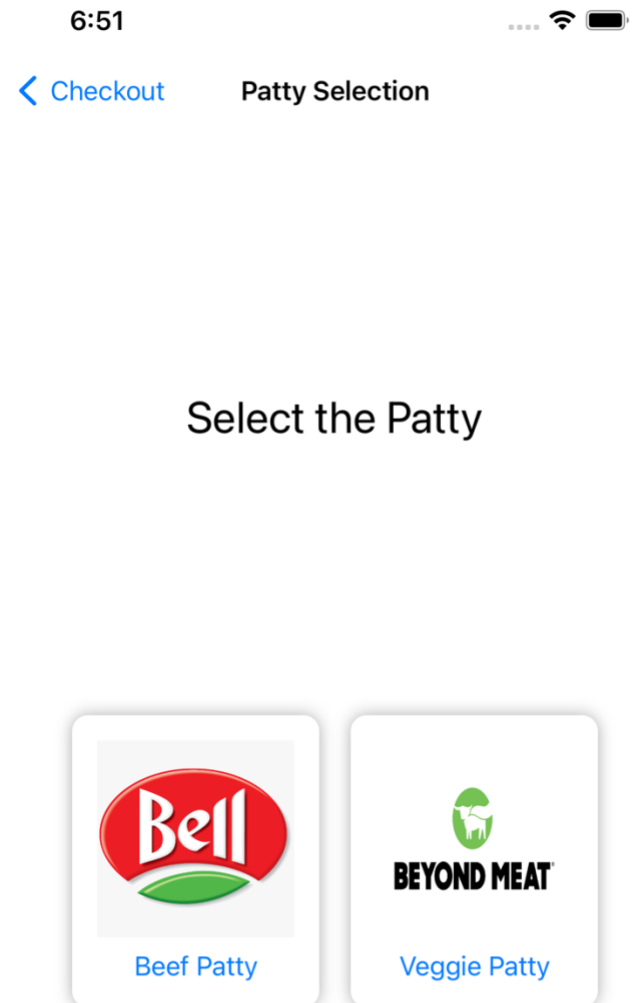 6:51
Checkout
Patty Selection
Select the Patty
Bell
BEYOND MEAT
Beef Patty
Veggie Patty